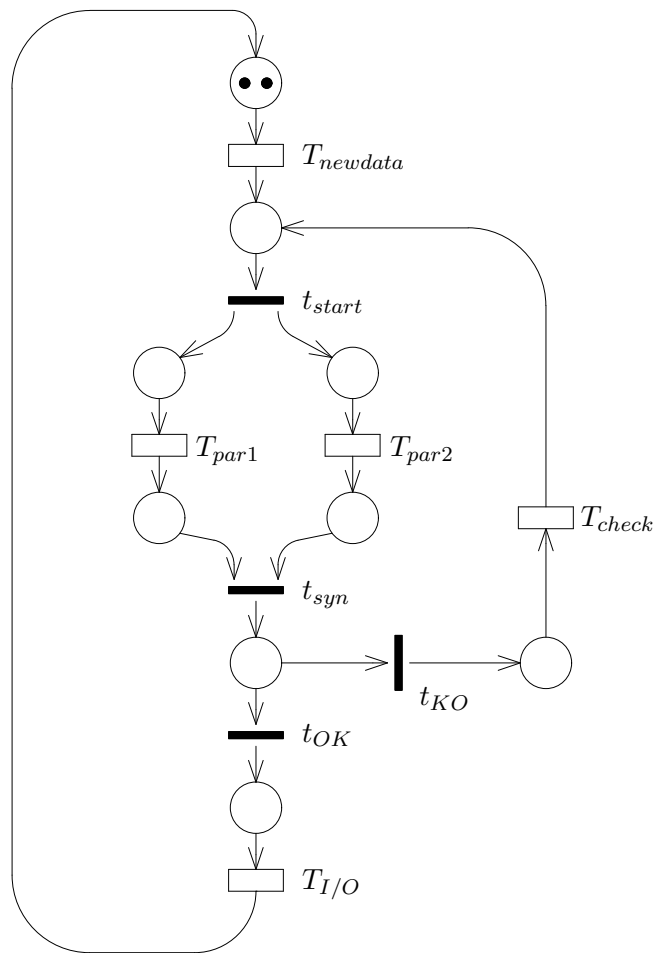 T_newdata
t_start
T_par1
T_par2
T_check
t_syn
t_KO
t_OK
T_I/O